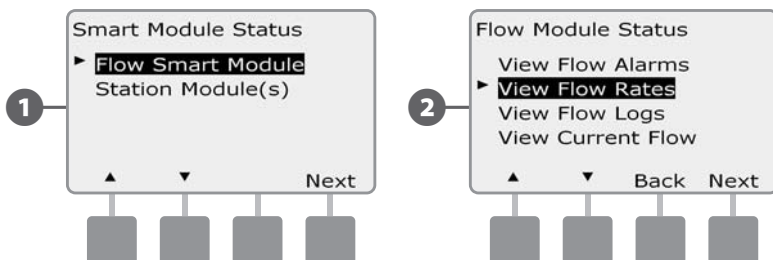 1
Smart Module Status
► Flow Smart Module
Station Module(s)
▲ ▼ Next
2
Flow Module Status
View Flow Alarms
► View Flow Rates
View Flow Logs
View Current Flow
▲ ▼ Back Next